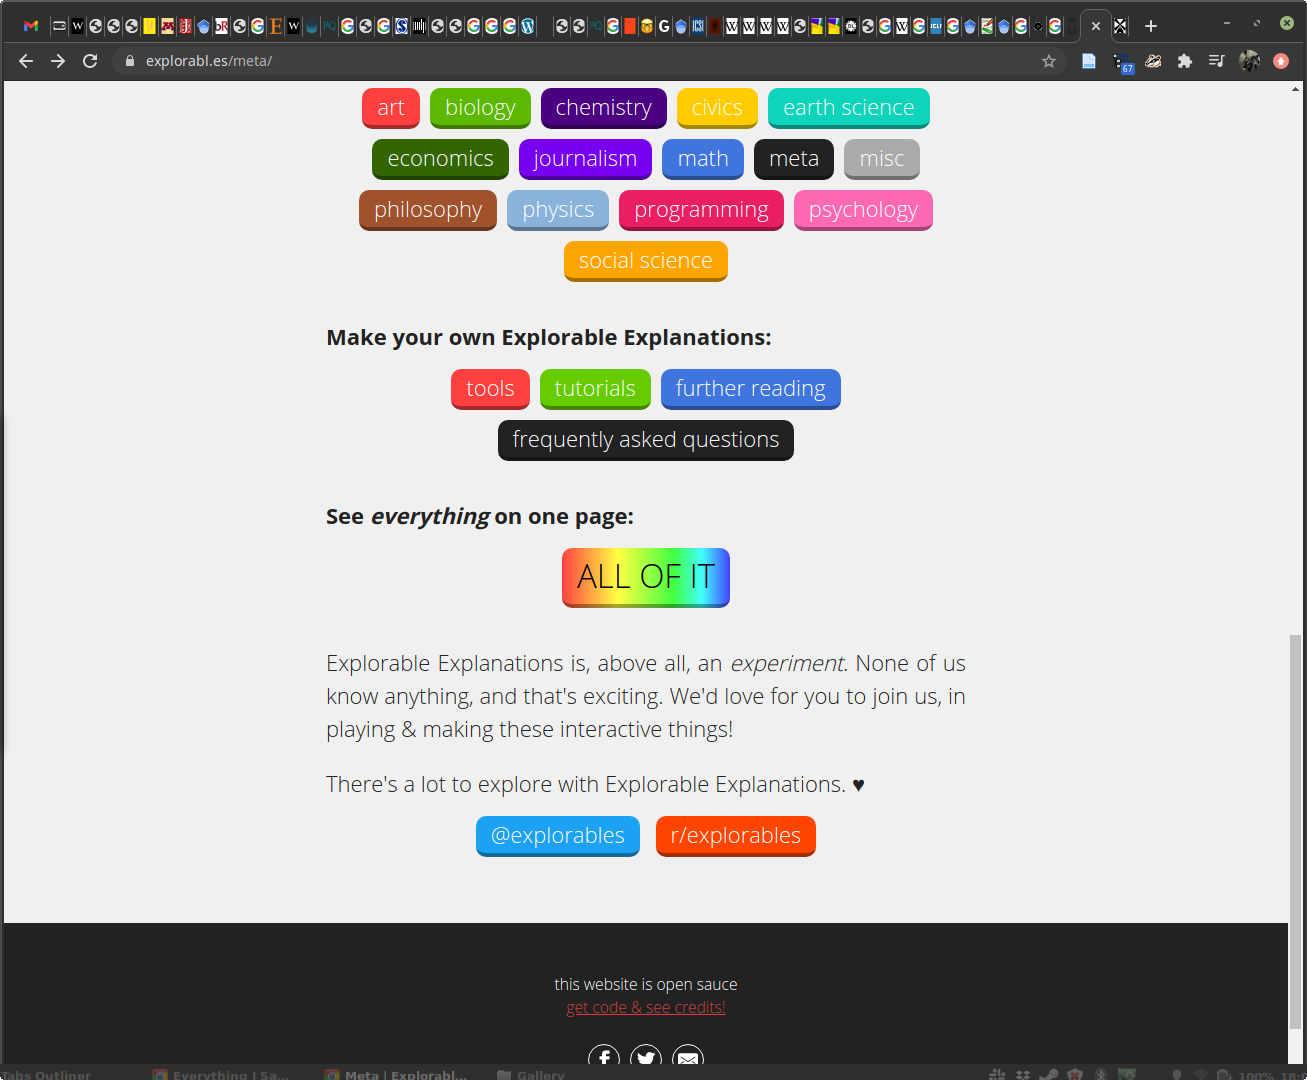 explorabl.es/meta/
67
art biology chemistry civics earth science
economics journalism math meta misc
philosophy physics programming psychology
social science
Make your own Explorable Explanations:
tools tutorials further reading
frequently asked questions
See everything on one page:
ALL OF IT
Explorable Explanations is, above all, an experiment. None of us
know anything, and that's exciting. We'd love for you to join us, in
playing & making these interactive things!
There's a lot to explore with Explorable Explanations. ♥
@explorables r/explorables
this website is open sauce
get code & see credits!
Tabs Outliner Everything I Sa... Meta | Explorabl... Gallery 100%